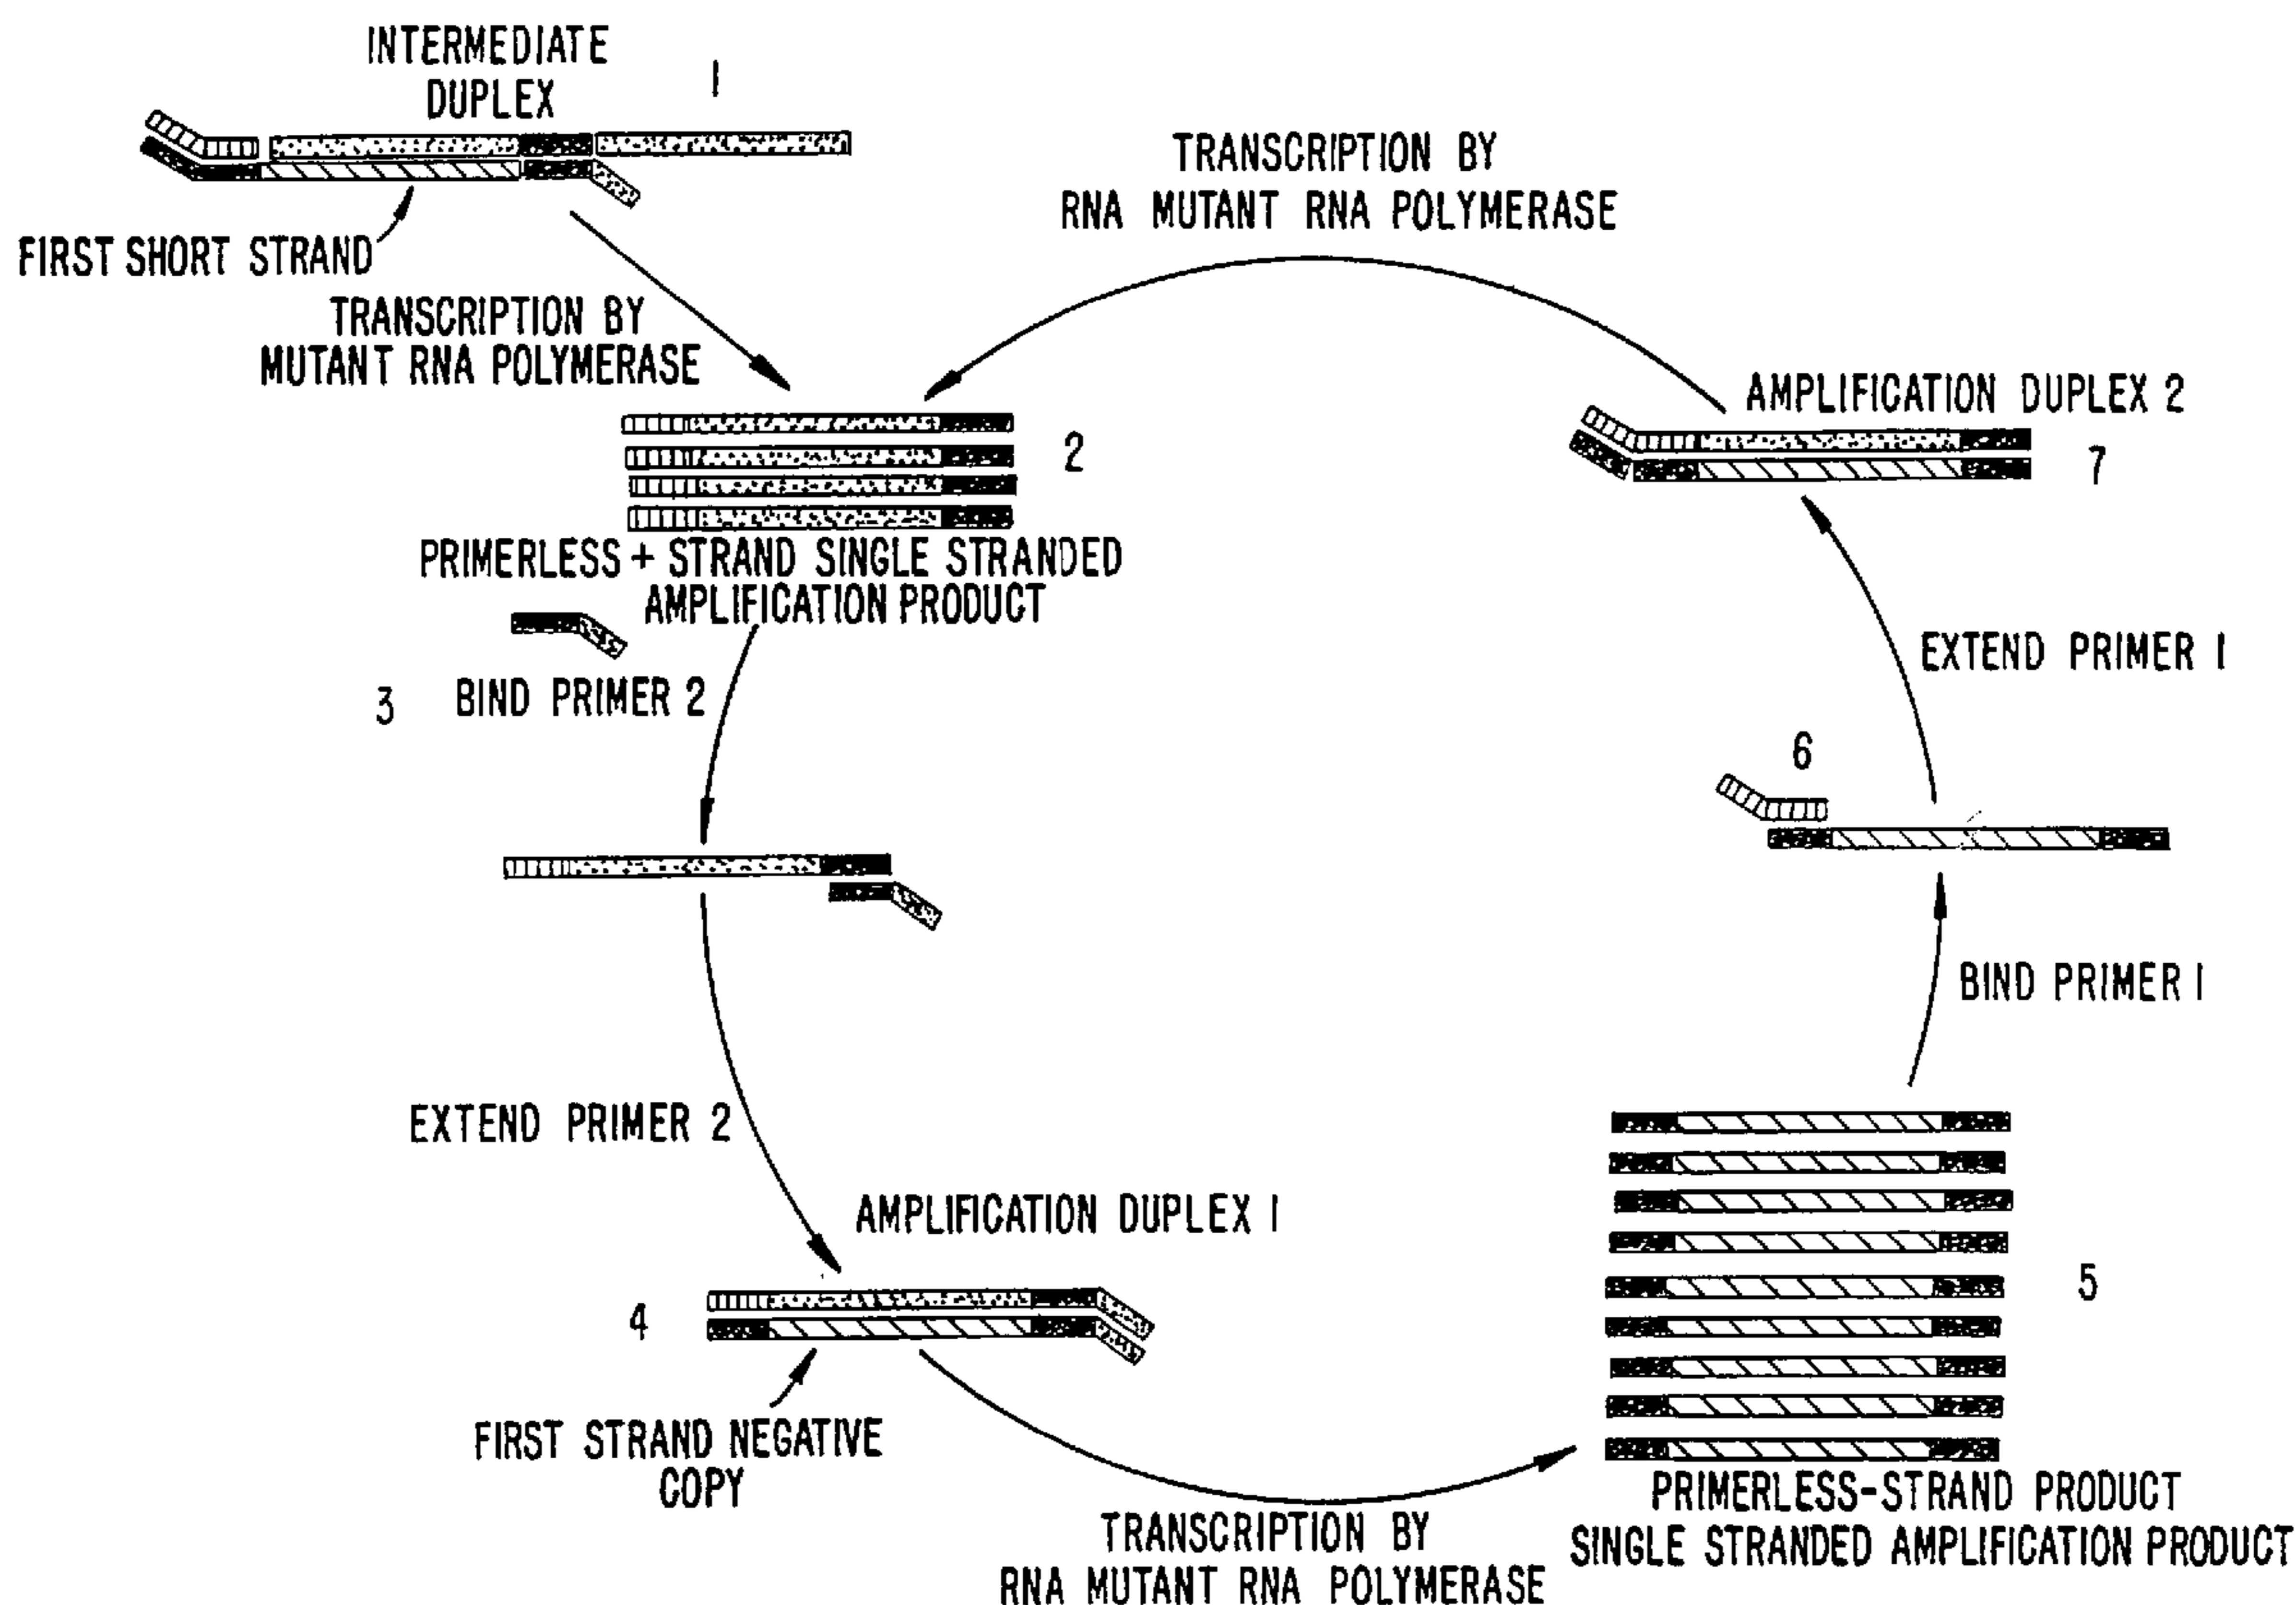 INTERMEDIATE
DUPLEX
1
FIRST SHORT STRAND
TRANSCRIPTION BY
MUTANT RNA POLYMERASE
TRANSCRIPTION BY
RNA MUTANT RNA POLYMERASE
2
PRIMERLESS + STRAND SINGLE STRANDED
AMPLIFICATION PRODUCT
3
BIND PRIMER 2
EXTEND PRIMER 2
AMPLIFICATION DUPLEX 1
4
FIRST STRAND NEGATIVE
COPY
TRANSCRIPTION BY
RNA MUTANT RNA POLYMERASE
5
PRIMERLESS-STRAND PRODUCT
SINGLE STRANDED AMPLIFICATION PRODUCT
BIND PRIMER 1
6
EXTEND PRIMER 1
AMPLIFICATION DUPLEX 2
7